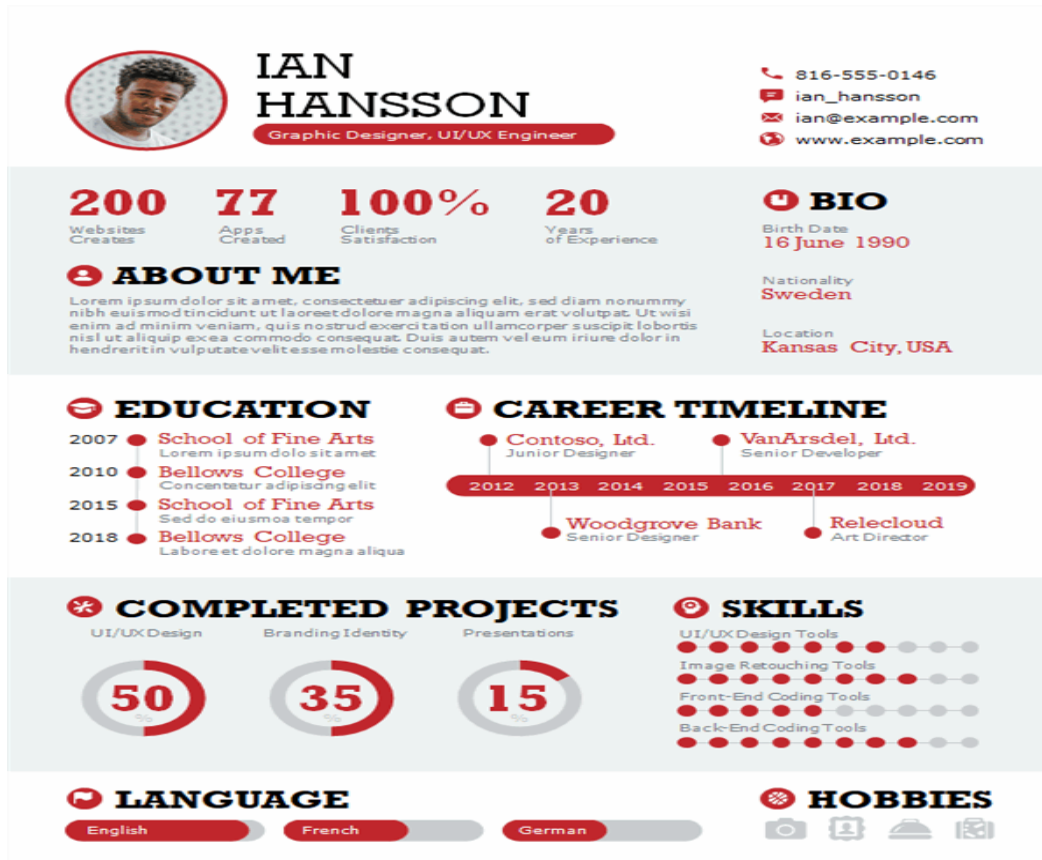 IAN
HANSSON
Graphic Designer, UI/UX Engineer
816-555-0146
ian_hansson
ian@example.com
www.example.com
200
Websites
Creates
77
Apps
Created
100%
Clients
Satisfaction
20
Years
of Experience
ABOUT ME
Lorem ipsum dolor sit amet, consectetuer adipiscing elit, sed diam nonummy
nibh euismod tincidunt ut laoreet dolore magna aliquam erat volutpat. Ut wisi
enim ad minim veniam, quis nostrud exercitation ullamcorper suscipit lobortis
nisl ut aliquip ex ea commodo consequat. Duis autem vel eum iriure dolor in
hendrerit in vulputate velit esse molestie consequat.
BIO
Birth Date
16 June 1990
Nationality
Sweden
Location
Kansas City, USA
EDUCATION
2007 School of Fine Arts
Lorem ipsum dolo sit amet
2010 Bellows College
Concentetur adipiscing elit
2015 School of Fine Arts
Sed do eiusmoa tempor
2018 Bellows College
Labore et dolore magna aliqua
CAREER TIMELINE
Contoso, Ltd.
Junior Designer
VanArsdel, Ltd.
Senior Developer
2012 2013 2014 2015 2016 2017 2018 2019
Woodgrove Bank
Senior Designer
Relecloud
Art Director
COMPLETED PROJECTS
UI/UX Design
50
%
Branding Identity
35
%
Presentations
15
%
SKILLS
UI/UX Design Tools
Image Retouching Tools
Front-End Coding Tools
Back-End Coding Tools
LANGUAGE
English
French
German
HOBBIES